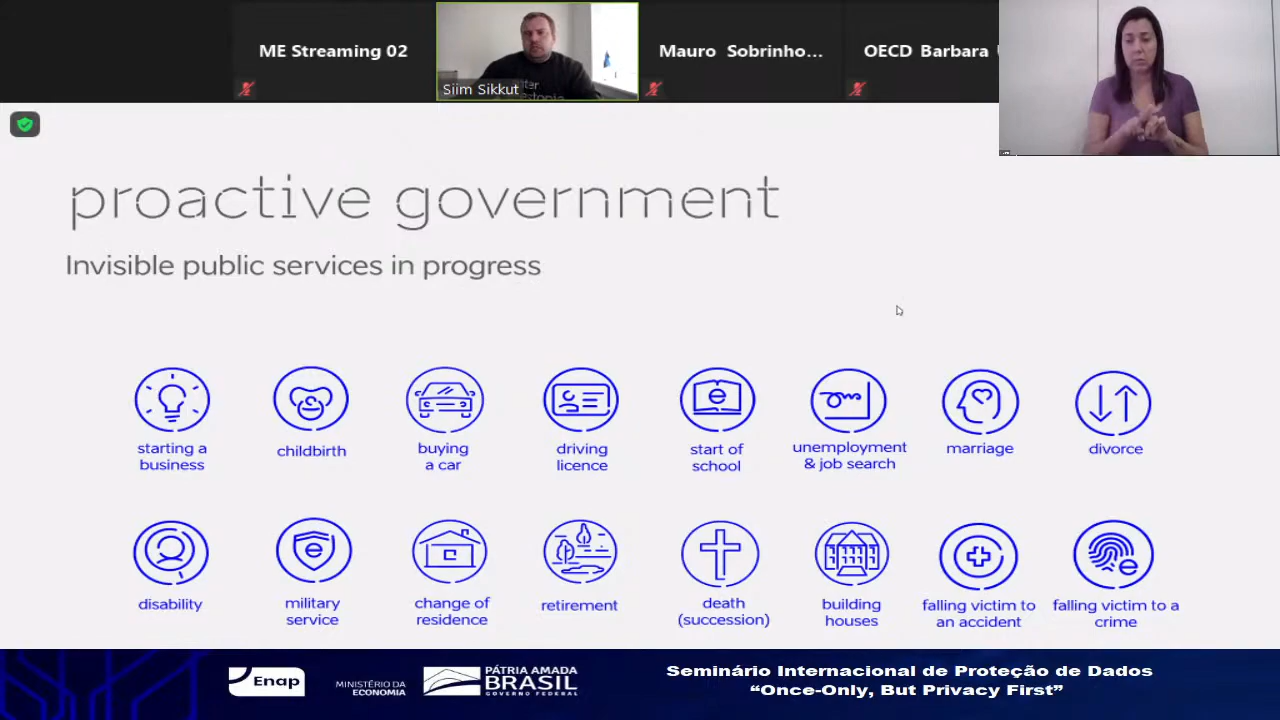 ME Streaming 02
Siim Sikkut
Mauro Sobrinho...
OECD Barbara
proactive government
Invisible public services in progress
starting a
business
childbirth
buying
a car
driving
licence
start of
school
unemployment
& job search
marriage
divorce
disability
military
service
change of
residence
retirement
death
(succession)
building
houses
falling victim to
an accident
falling victim to a
crime
Enap
MINISTÉRIO DA
ECONOMIA
PÁTRIA AMADA
BRASIL
GOVERNO FEDERAL
Seminário Internacional de Proteção de Dados
“Once-Only, But Privacy First”